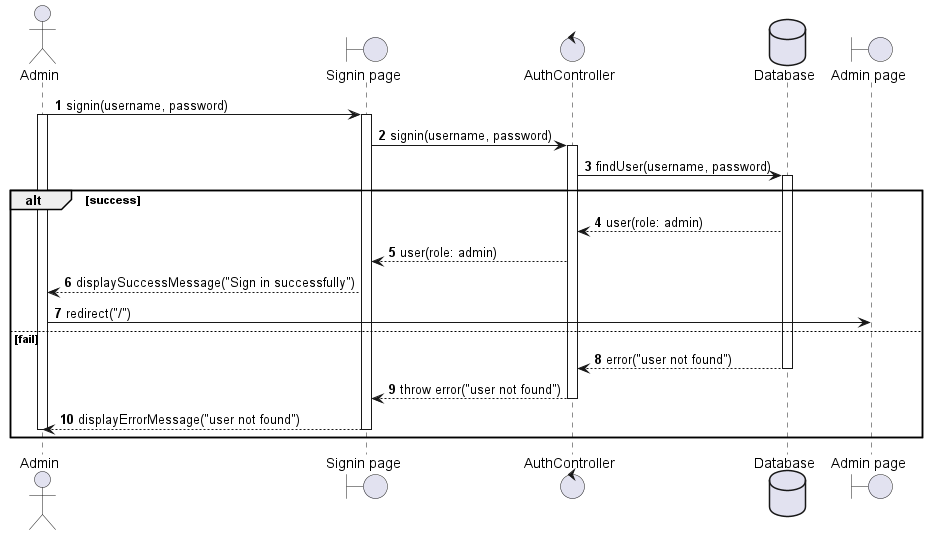 Admin
Signin page
AuthController
Database
Admin page
1 signin(username, password)
2 signin(username, password)
3 findUser(username, password)
alt [success]
4 user(role: admin)
5 user(role: admin)
6 displaySuccessMessage("Sign in successfully")
7 redirect("/")
[fail]
8 error("user not found")
9 throw error("user not found")
10 displayErrorMessage("user not found")
Admin
Signin page
AuthController
Database
Admin page